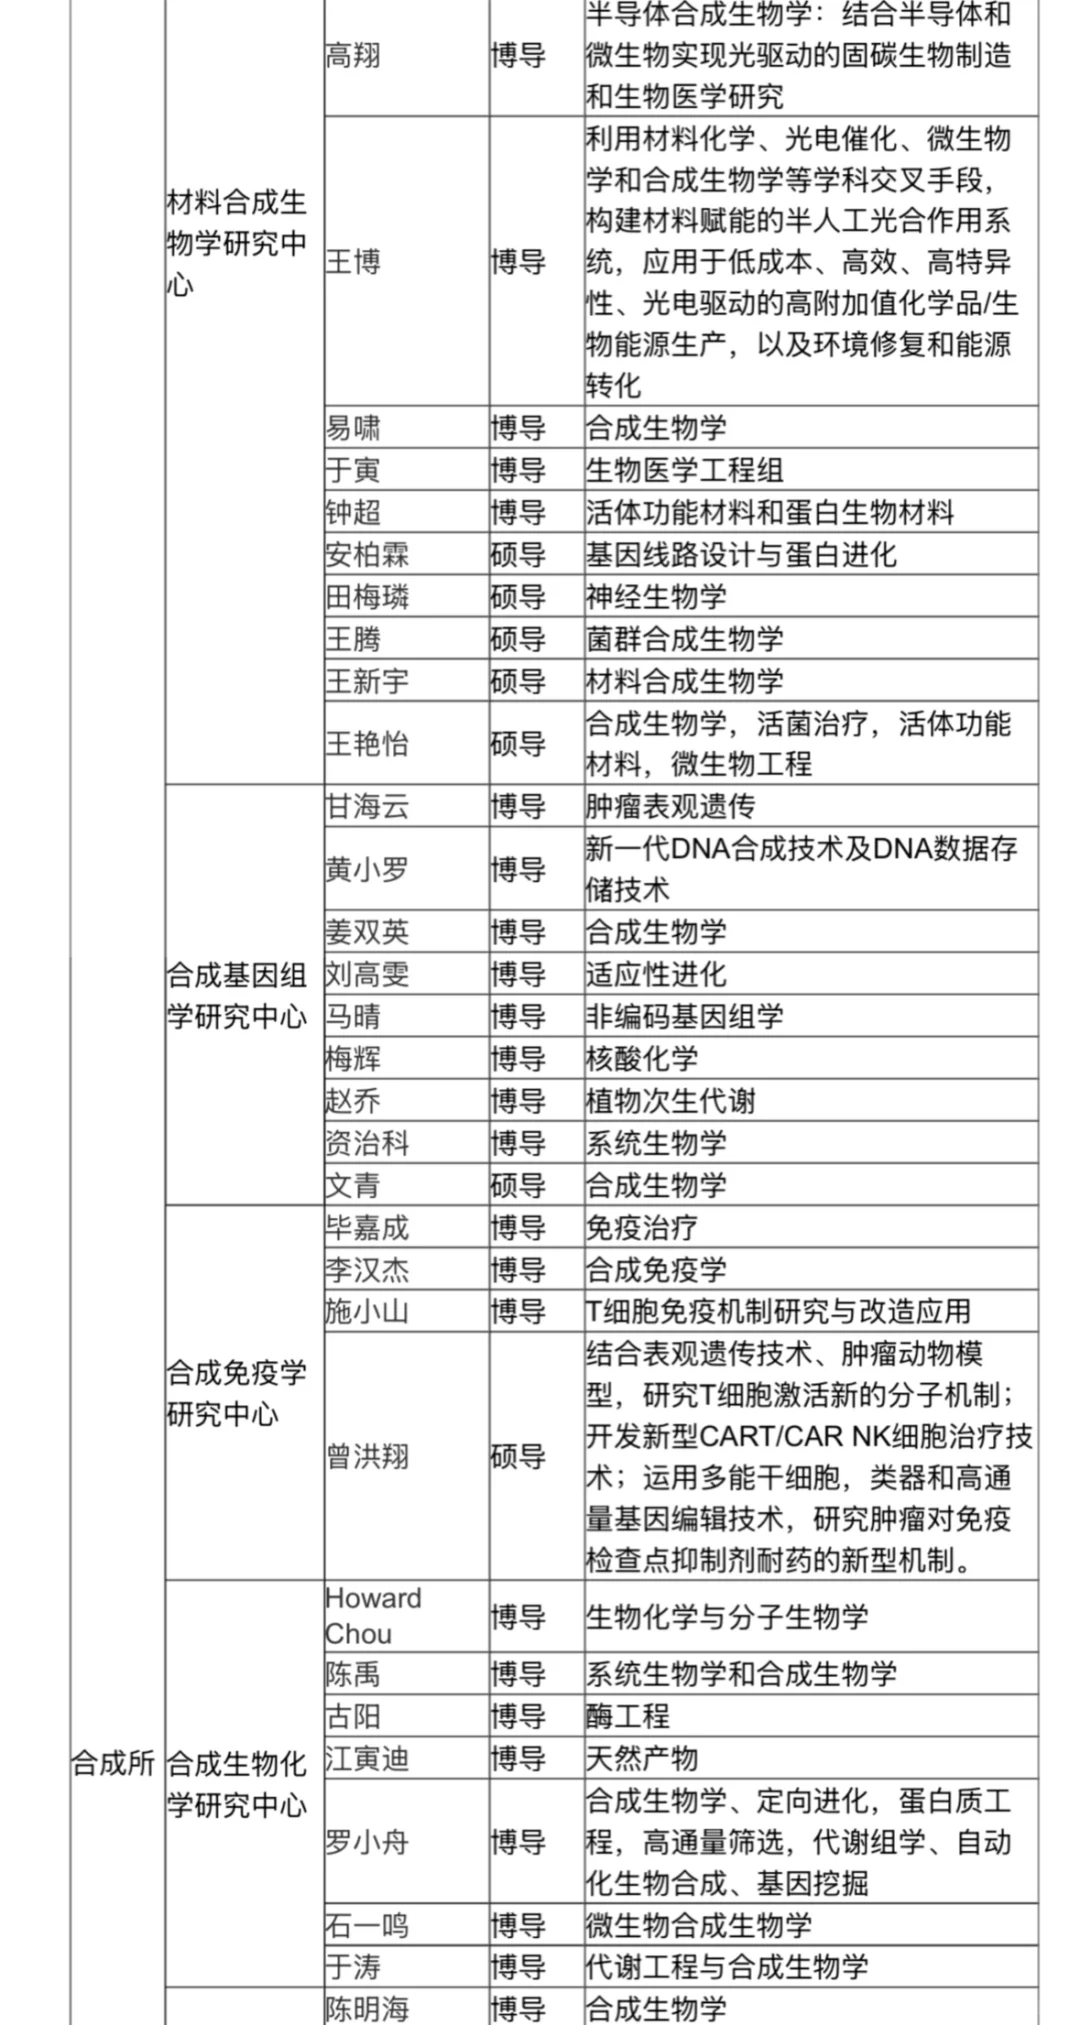 半导体合成生物学：结合半导体和
高翔 博导 微生物实现光驱动的固碳生物制造
和生物医学研究
材料合成生
物学研究中
心
王博 博导
利用材料化学、光电催化、微生物
学和合成生物学等学科交叉手段，
构建材料赋能的半人工光合作用系
统，应用于低成本、高效、高特异
性、光电驱动的高附加值化学品/生
物能源生产，以及环境修复和能源
转化
易啸 博导 合成生物学
于寅 博导 生物医学工程组
钟超 博导 活体功能材料和蛋白生物材料
安柏霖 硕导 基因线路设计与蛋白进化
田梅璘 硕导 神经生物学
王腾 硕导 菌群合成生物学
王新宇 硕导 材料合成生物学
王艳怡 硕导
合成生物学，活菌治疗，活体功能
材料，微生物工程
合成基因组
学研究中心
甘海云 博导 肿瘤表观遗传
黄小罗 博导
新一代DNA合成技术及DNA数据存
储技术
姜双英 博导 合成生物学
刘高雯 博导 适应性进化
马晴 博导 非编码基因组学
梅辉 博导 核酸化学
赵乔 博导 植物次生代谢
资治科 博导 系统生物学
文青 硕导 合成生物学
合成免疫学
研究中心
毕嘉成 博导 免疫治疗
李汉杰 博导 合成免疫学
施小山 博导 T细胞免疫机制研究与改造应用
曾洪翔 硕导
结合表观遗传技术、肿瘤动物模
型，研究T细胞激活新的分子机制；
开发新型CART/CAR NK细胞治疗技
术；运用多能干细胞，类器和高通
量基因编辑技术，研究肿瘤对免疫
检查点抑制剂耐药的新型机制。
合成所
合成生物化
学研究中心
Howard
Chou
博导 生物化学与分子生物学
陈禹 博导 系统生物学和合成生物学
古阳 博导 酶工程
江寅迪 博导 天然产物
罗小舟 博导
合成生物学、定向进化，蛋白质工
程，高通量筛选，代谢组学、自动
化生物合成、基因挖掘
石一鸣 博导 微生物合成生物学
于涛 博导 代谢工程与合成生物学
陈明海 博导 合成生物学